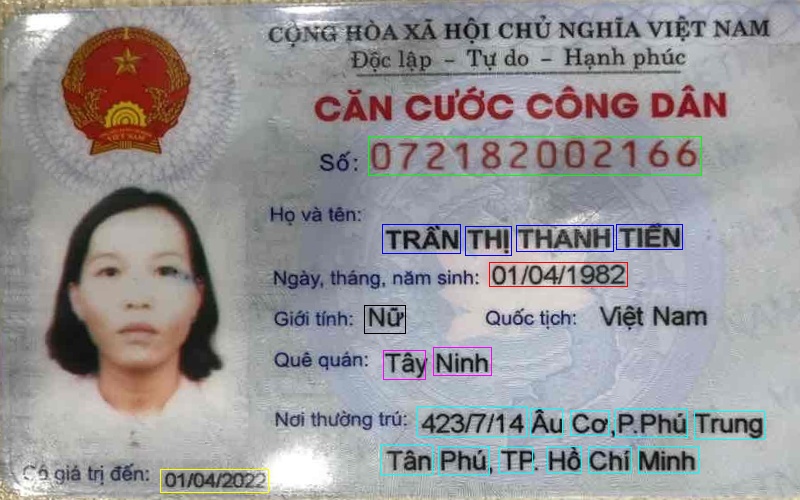 CỘNG HÒA XÃ HỘI CHỦ NGHĨA VIỆT NAM
Độc lập - Tự do - Hạnh phúc
CĂN CƯỚC CÔNG DÂN
Số: 072182002166
Họ và tên:
TRẦN THỊ THANH TIỀN
Ngày, tháng, năm sinh: 01/04/1982
Giới tính: Nữ Quốc tịch: Việt Nam
Quê quán: Tây Ninh
Nơi thường trú: 423/7/14 Âu Cơ,P.Phú Trung
Tân Phú, TP. Hồ Chí Minh
Có giá trị đến: 01/04/2022